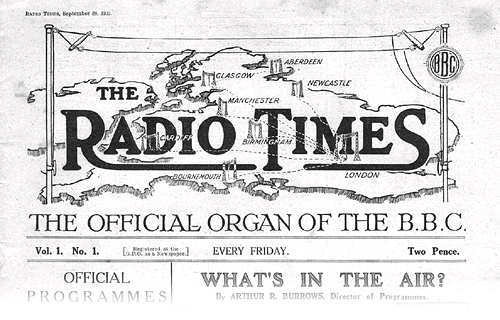 RADIO TIMES, September 28, 1923.
BBC
ABERDEEN
GLASGOW
NEWCASTLE
THE
MANCHESTER
RADIO TIMES
CARDIFF
BIRMINGHAM
BOURNEMOUTH
LONDON
THE OFFICIAL ORGAN OF THE B.B.C.
Vol. 1. No. 1.
[Registered at the
G.P.O. as a Newspaper.]
EVERY FRIDAY.
Two Pence.
OFFICIAL
PROGRAMMES
WHAT'S IN THE AIR?
By ARTHUR R. BURROWS, Director of Programmes.